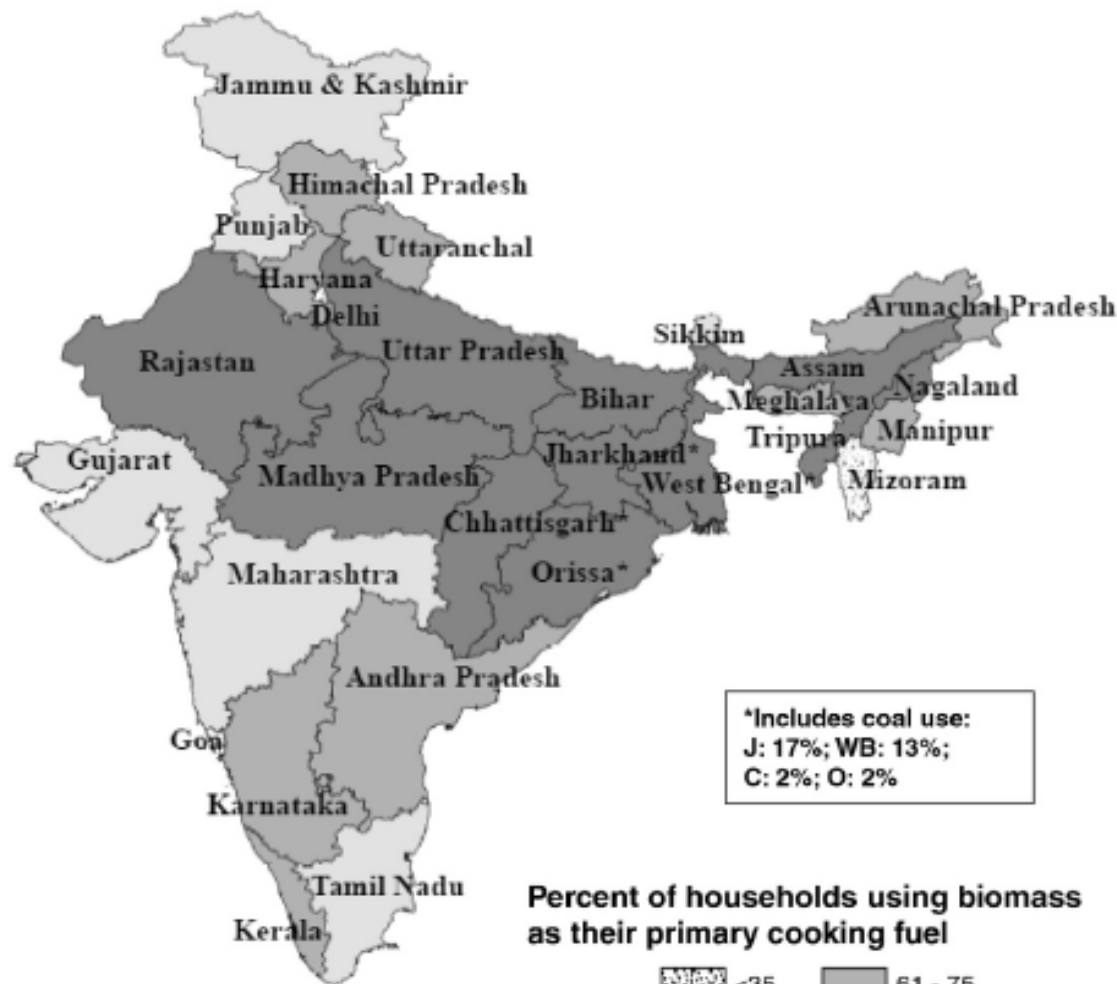 Jammu & Kashmir
Himachal Pradesh
Punjab
Uttaranchal
Haryana
Delhi
Arunachal Pradesh
Sikkim
Rajastan
Uttar Pradesh
Assam
Nagaland
Bihar
Meghalaya
Tripura
Manipur
Gujarat
Jharkhand*
Madhya Pradesh
West Bengal*
Mizoram
Chhattisgarh*
Maharashtra
Orissa*
Andhra Pradesh
*Includes coal use:
J: 17%; WB: 13%;
C: 2%; O: 2%
Goa
Karnataka
Tamil Nadu
Kerala
Percent of households using biomass
as their primary cooking fuel
61 - 75